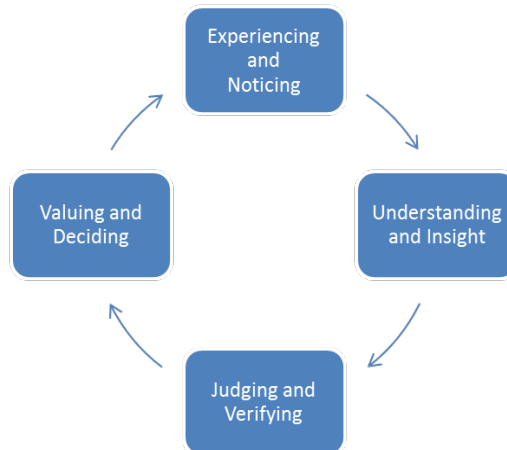 Experiencing
and
Noticing
Understanding
and Insight
Judging and
Verifying
Valuing and
Deciding